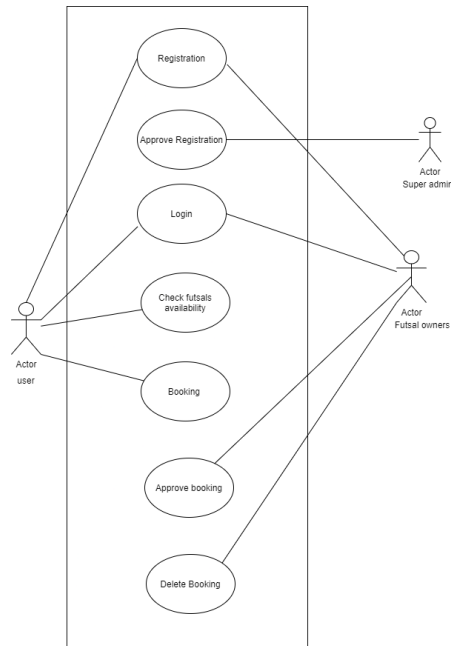 Registration
Approve Registration
Actor
Super admin
Login
Check futsals
availability
Actor
Futsal owners
Actor
user
Booking
Approve booking
Delete Booking